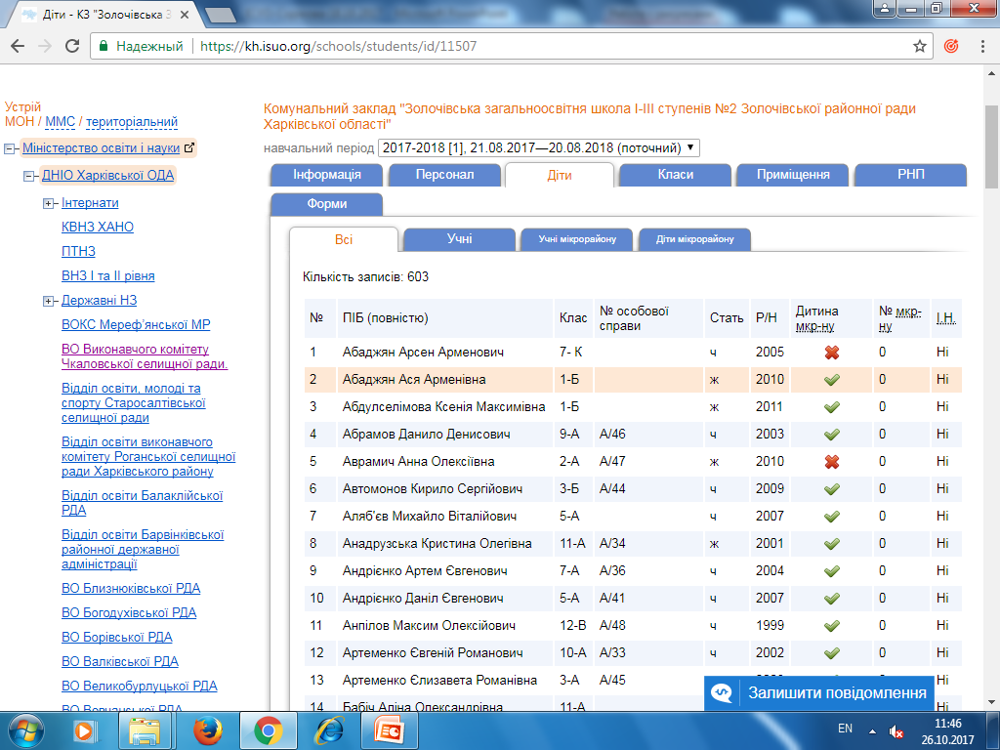 Діти - КЗ "Золочівська З
Надежный https://kh.isuo.org/schools/students/id/11507
Устрій
МОН / ММС / територіальний
Міністерство освіти і науки
ДНІО Харківської ОДА
Інтернати
КВНЗ ХАНО
ПТНЗ
ВНЗ І та ІІ рівня
Державні НЗ
ВОКС Мереф'янської МР
ВО Виконавчого комітету
Чкаловської селищної ради.
Відділ освіти, молоді та
спорту Старосалтівської
селищної ради
Відділ освіти виконавчого
комітету Роганської селищної
ради Харківського району
Відділ освіти Балаклійської
РДА
Відділ освіти Барвінківської
районної державної
адміністрації
ВО Близнюківської РДА
ВО Богодухівської РДА
ВО Борівської РДА
ВО Валківської РДА
ВО Великобурлуцької РДА
ВО Вовчанської РДА
Комунальний заклад "Золочівська загальноосвітня школа І-ІІІ ступенів №2 Золочівської районної ради
Харківської області"
навчальний період 2017-2018 [1], 21.08.2017—20.08.2018 (поточний)
Інформація Персонал Діти Класи Приміщення РНП
Форми
Всі Учні Учні мікрорайону Діти мікрорайону
Кількість записів: 603
№ ПІБ (повністю) Клас № особової справи Стать Р/Н Дитина мкр-ну № мкр-ну І.Н.
1 Абаджян Арсен Арменович 7- К ч 2005 0 Ні
2 Абаджян Ася Арменівна 1-Б ж 2010 0 Ні
3 Абдулселімова Ксенія Максимівна 1-Б ж 2011 0 Ні
4 Абрамов Данило Денисович 9-А А/46 ч 2003 0 Ні
5 Аврамич Анна Олексіївна 2-А А/47 ж 2010 0 Ні
6 Автомонов Кирило Сергійович 3-Б А/44 ч 2009 0 Ні
7 Аляб'єв Михайло Віталійович 5-А ч 2007 0 Ні
8 Анадрузська Кристина Олегівна 11-А А/34 ж 2001 0 Ні
9 Андрієнко Артем Євгенович 7-А А/36 ч 2004 0 Ні
10 Андрієнко Даніл Євгенович 5-А А/41 ч 2007 0 Ні
11 Анпілов Максим Олексійович 12-В А/48 ч 1999 0 Ні
12 Артеменко Євгеній Романович 10-А А/33 ч 2002 0 Ні
13 Артеменко Єлизавета Романівна 3-А А/45 Ні
14 Бабіч Аліна Олександрівна 11-А Ні
Залишити повідомлення
EN 11:46
26.10.2017